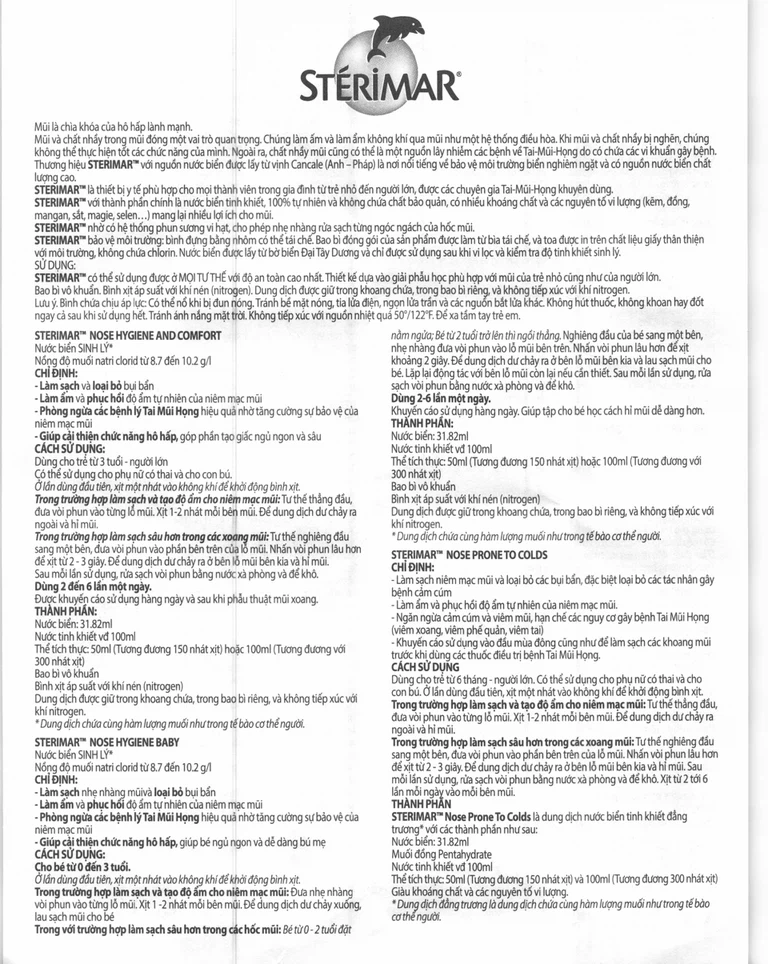 STÉRIMAR®
Mũi là chìa khóa của hô hấp lành mạnh.
Mũi và chất nhầy trong mũi đóng một vai trò quan trọng. Chúng làm ấm và làm ẩm không khí qua mũi như một hệ thống điều hòa. Khi mũi và chất nhầy bị nghẽn, chúng
không thể thực hiện tốt các chức năng của mình. Ngoài ra, chất nhầy mũi cũng có thể là một nguồn lây nhiễm các bệnh về Tai-Mũi-Họng do có chứa các vi khuẩn gây bệnh.
Thương hiệu STERIMAR™ với nguồn nước biển được lấy từ vịnh Cancale (Anh – Pháp) là nơi nổi tiếng về bảo vệ môi trường biển nghiêm ngặt và có nguồn nước biển chất
lượng cao.
STERIMAR™ là thiết bị y tế phù hợp cho mọi thành viên trong gia đình từ trẻ nhỏ đến người lớn, được các chuyên gia Tai-Mũi-Họng khuyên dùng.
STERIMAR™ với thành phần chính là nước biển tinh khiết, 100% tự nhiên và không chứa chất bảo quản, có nhiều khoáng chất và các nguyên tố vi lượng (kẽm, đồng,
mangan, sắt, magie, selen…) mang lại nhiều lợi ích cho mũi.
STERIMAR™ nhờ có hệ thống phun sương vi hạt, cho phép nhẹ nhàng rửa sạch từng ngóc ngách của hốc mũi.
STERIMAR™ bảo vệ môi trường: bình đựng bằng nhôm có thể tái chế. Bao bì đóng gói của sản phẩm được làm từ bìa tái chế, và toa được in trên chất liệu giấy thân thiện
với môi trường, không chứa chlorin. Nước biển được lấy từ bờ biển Đại Tây Dương và chỉ được sử dụng sau khi vi lọc và kiểm tra độ tinh khiết sinh lý.
SỬ DỤNG:
STERIMAR™ có thể sử dụng được ở MỌI TƯ THẾ với độ an toàn cao nhất. Thiết kế dựa vào giải phẫu học phù hợp với mũi của trẻ nhỏ cũng như của người lớn.
Bao bì vô khuẩn. Bình xịt áp suất với khí nén (nitrogen). Dung dịch được giữ trong khoang chứa, trong bao bì riêng, và không tiếp xúc với khí nitrogen.
Lưu ý. Bình chứa chịu áp lực: Có thể nổ khi bị đun nóng. Tránh bề mặt nóng, tia lửa điện, ngọn lửa trần và các nguồn bắt lửa khác. Không hút thuốc, không khoan hay đốt
ngay cả sau khi sử dụng hết. Tránh ánh nắng mặt trời. Không tiếp xúc với nguồn nhiệt quá 50°/122°F. Để xa tầm tay trẻ em.
STERIMAR™ NOSE HYGIENE AND COMFORT
Nước biển SINH LÝ*
Nồng độ muối natri clorid từ 8.7 đến 10.2 g/l
CHỈ ĐỊNH:
- Làm sạch và loại bỏ bụi bẩn
- Làm ẩm và phục hồi độ ẩm tự nhiên của niêm mạc mũi
- Phòng ngừa các bệnh lý Tai Mũi Họng hiệu quả nhờ tăng cường sự bảo vệ của
niêm mạc mũi
- Giúp cải thiện chức năng hô hấp, góp phần tạo giấc ngủ ngon và sâu
CÁCH SỬ DỤNG:
Dùng cho trẻ từ 3 tuổi - người lớn
Có thể sử dụng cho phụ nữ có thai và cho con bú.
Ở lần dùng đầu tiên, xịt một nhát vào không khí để khởi động bình xịt.
Trong trường hợp làm sạch và tạo độ ẩm cho niêm mạc mũi: Tư thế thẳng đầu,
đưa vòi phun vào từng lỗ mũi. Xịt 1-2 nhát mỗi bên mũi. Để dung dịch dư chảy ra
ngoài và hỉ mũi.
Trong trường hợp làm sạch sâu hơn trong các xoang mũi: Tư thế nghiêng đầu
sang một bên, đưa vòi phun vào phần bên trên của lỗ mũi. Nhấn vòi phun lâu hơn
để xịt từ 2 - 3 giây. Để dung dịch dư chảy ra ở bên lỗ mũi bên kia và hỉ mũi.
Sau mỗi lần sử dụng, rửa sạch vòi phun bằng nước xà phòng và để khô.
Dùng 2 đến 6 lần một ngày.
Được khuyến cáo sử dụng hàng ngày và sau khi phẫu thuật mũi xoang.
THÀNH PHẦN:
Nước biển: 31.82ml
Nước tinh khiết vđ 100ml
Thể tích thực: 50ml (Tương đương 150 nhát xịt) hoặc 100ml (Tương đương với
300 nhát xịt)
Bao bì vô khuẩn
Bình xịt áp suất với khí nén (nitrogen)
Dung dịch được giữ trong khoang chứa, trong bao bì riêng, và không tiếp xúc với
khí nitrogen.
* Dung dịch chứa cùng hàm lượng muối như trong tế bào cơ thể người.
STERIMAR™ NOSE HYGIENE BABY
Nước biển SINH LÝ*
Nồng độ muối natri clorid từ 8.7 đến 10.2 g/l
CHỈ ĐỊNH:
- Làm sạch nhẹ nhàng mũivà loại bỏ bụi bẩn
- Làm ẩm và phục hồi độ ẩm tự nhiên của niêm mạc mũi
- Phòng ngừa các bệnh lý Tai Mũi Họng hiệu quả nhờ tăng cường sự bảo vệ của
niêm mạc mũi
- Giúp cải thiện chức năng hô hấp, giúp bé ngủ ngon và dễ dàng bú mẹ
CÁCH SỬ DỤNG:
Cho bé từ 0 đến 3 tuổi.
Ở lần dùng đầu tiên, xịt một nhát vào không khí để khởi động bình xịt.
Trong trường hợp làm sạch và tạo độ ẩm cho niêm mạc mũi: Đưa nhẹ nhàng
vòi phun vào từng lỗ mũi. Xịt 1 -2 nhát mỗi bên mũi. Để dung dịch dư chảy xuống,
lau sạch mũi cho bé
Trong với trường hợp làm sạch sâu hơn trong các hốc mũi: Bé từ 0 - 2 tuổi đặt
nằm ngửa; Bé từ 2 tuổi trở lên thì ngồi thẳng. Nghiêng đầu của bé sang một bên,
nhẹ nhàng đưa vòi phun vào lỗ mũi bên trên. Nhấn vòi phun lâu hơn để xịt
khoảng 2 giây. Để dung dịch dư chảy ra ở bên lỗ mũi bên kia và lau sạch mũi cho
bé. Lặp lại động tác với bên mũi còn lại nếu cần thiết. Sau mỗi lần sử dụng, rửa
sạch vòi phun bằng nước xà phòng và để khô.
Dùng 2-6 lần một ngày.
Khuyến cáo sử dụng hàng ngày. Giúp tập cho bé học cách hỉ mũi dễ dàng hơn.
THÀNH PHẦN:
Nước biển: 31.82ml
Nước tinh khiết vđ 100ml
Thể tích thực: 50ml (Tương đương 150 nhát xịt) hoặc 100ml (Tương đương với
300 nhát xịt)
Bao bì vô khuẩn
Bình xịt áp suất với khí nén (nitrogen)
Dung dịch được giữ trong khoang chứa, trong bao bì riêng, và không tiếp xúc với
khí nitrogen.
* Dung dịch chứa cùng hàm lượng muối như trong tế bào cơ thể người.
STERIMAR™ NOSE PRONE TO COLDS
CHỈ ĐỊNH:
- Làm sạch niêm mạc mũi và loại bỏ các bụi bẩn, đặc biệt loại bỏ các tác nhân gây
bệnh cảm cúm
- Làm ẩm và phục hồi độ ẩm tự nhiên của niêm mạc mũi.
- Ngăn ngừa cảm cúm và viêm mũi, hạn chế các nguy cơ gây bệnh Tai Mũi Họng
(viêm xoang, viêm phế quản, viêm tai)
- Khuyến cáo sử dụng vào đầu mùa đông cũng như để làm sạch các khoang mũi
trước khi dùng các thuốc điều trị bệnh Tai Mũi Họng.
CÁCH SỬ DỤNG
Dùng cho trẻ từ 6 tháng - người lớn. Có thể sử dụng cho phụ nữ có thai và cho
con bú. Ở lần dùng đầu tiên, xịt một nhát vào không khí để khởi động bình xịt.
Trong trường hợp làm sạch và tạo độ ẩm cho niêm mạc mũi: Tư thế thẳng đầu,
đưa vòi phun vào từng lỗ mũi. Xịt 1-2 nhát mỗi bên mũi. Để dung dịch dư chảy ra
ngoài và hỉ mũi.
Trong trường hợp làm sạch sâu hơn trong các xoang mũi: Tư thế nghiêng đầu
sang một bên, đưa vòi phun vào phần bên trên của lỗ mũi. Nhấn vòi phun lâu hơn
để xịt từ 2 - 3 giây. Để dung dịch dư chảy ra ở bên lỗ mũi bên kia và hỉ mũi. Sau
mỗi lần sử dụng, rửa sạch vòi phun bằng nước xà phòng và để khô. Xịt từ 2 tới 6
lần mỗi ngày vào mỗi bên mũi.
THÀNH PHẦN
STERIMAR™ Nose Prone To Colds là dung dịch nước biển tinh khiết đẳng
trương* với các thành phần như sau:
Nước biển: 31.82ml
Muối đồng Pentahydrate
Nước tinh khiết vđ 100ml
Thể tích thực: 50ml (Tương đương 150 nhát xịt) và 100ml (Tương đương 300 nhát xịt)
Giàu khoáng chất và các nguyên tố vi lượng.
* Dung dịch đẳng trương là dung dịch chứa cùng hàm lượng muối như trong tế bào
cơ thể người.